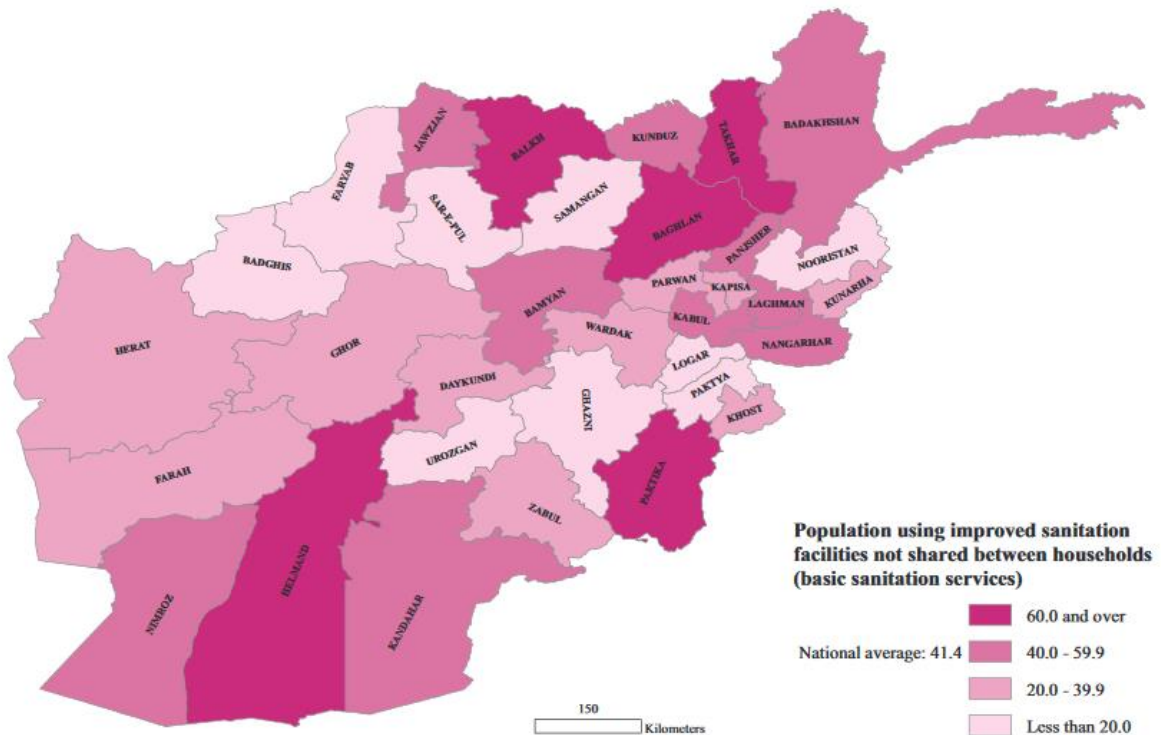 BADAKHSHAN
TAKHAR
KUNDUZ
BALKH
JAWZJAN
FARYAB
SAR-E-PUL
SAMANGAN
BAGHLAN
PANJSHER
NOORISTAN
BADGHIS
PARWAN
KAPISA
KUNARHA
LAGHMAN
BAMYAN
KABUL
WARDAK
NANGARHAR
HERAT
GHOR
LOGAR
DAYKUNDI
PAKTYA
GHAZNI
KHOST
UROZGAN
FARAH
PAKTIKA
ZABUL
HELMAND
NIMROZ
KANDAHAR
Population using improved sanitation
facilities not shared between households
(basic sanitation services)
60.0 and over
National average: 41.4
40.0 - 59.9
20.0 - 39.9
Less than 20.0
150
Kilometers